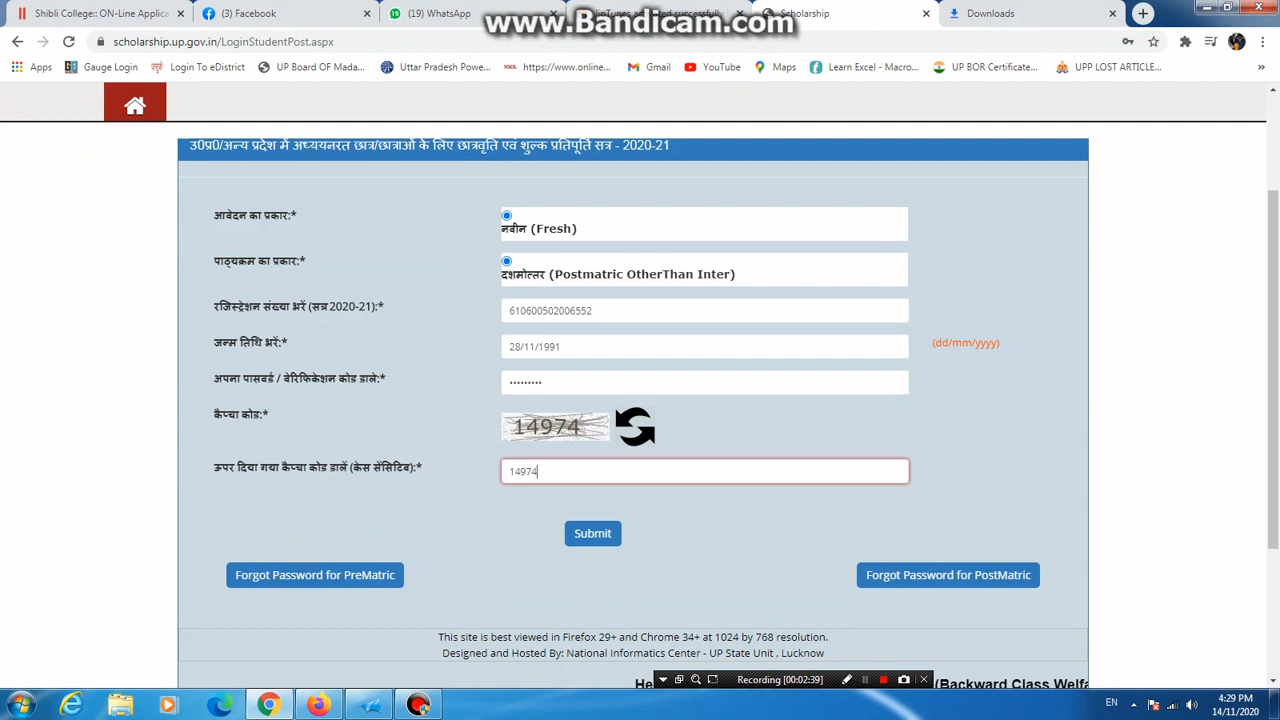 Shibli College: ON-Line Applica
(3) Facebook
(19) WhatsApp
Scholarship
Downloads
www.Bandicam.com
scholarship.up.gov.in/LoginStudentPost.aspx
Apps Gauge Login Login To eDistrict UP Board OF Mada... Uttar Pradesh Powe... https://www.online... Gmail YouTube Maps Learn Excel - Macro... UP BOR Certificate... UPP LOST ARTICLE... »
उ0प्र0/अन्य प्रदेश में अध्ययनरत छात्र/छात्राओं के लिए छात्रवृति एवं शुल्क प्रतिपूर्ति सत्र - 2020-21
आवेदन का प्रकार:*
नबीन (Fresh)
पाठ्यक्रम का प्रकार:*
दशमोत्तर (Postmatric OtherThan Inter)
रजिस्ट्रेशन संख्या भरें (सत्र 2020-21):*
610600502006552
जन्म तिथि भरें:*
28/11/1991
(dd/mm/yyyy)
अपना पासवर्ड / बेरिफिकेशन कोड डाले:*
•••••••••
कैप्चा कोड:*
14974
ऊपर दिया गया कैप्चा कोड डालें (केस सेंसिटिव):*
14974
Submit
Forgot Password for PreMatric
Forgot Password for PostMatric
This site is best viewed in Firefox 29+ and Chrome 34+ at 1024 by 768 resolution.
Designed and Hosted By: National Informatics Center - UP State Unit , Lucknow
He
(Backward Class Welfa
Recording [00:02:39]
EN
4:29 PM
14/11/2020